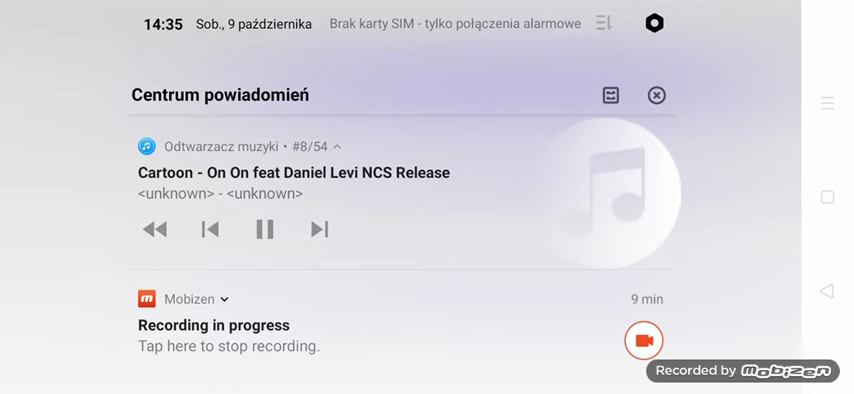 14:35 Sob., 9 października Brak karty SIM - tylko połączenia alarmowe
Centrum powiadomień
Odtwarzacz muzyki • #8/54
Cartoon - On On feat Daniel Levi NCS Release
<unknown> - <unknown>
Mobizen 9 min
Recording in progress
Tap here to stop recording.
Recorded by mobizen